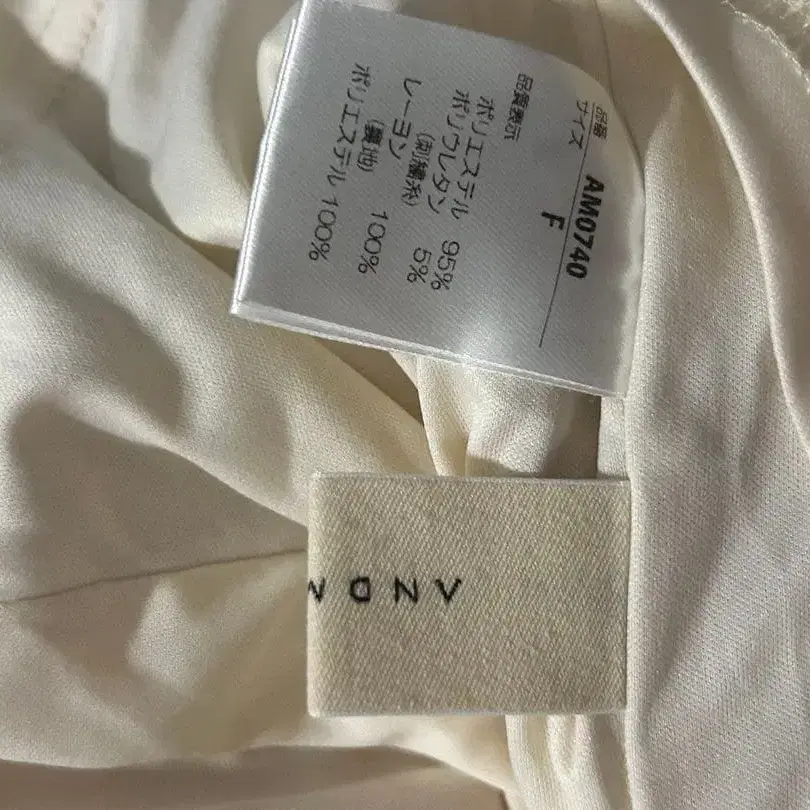 品番 AM0740
サイズ F
品質表示
ポリエステル 95%
ポリウレタン 5%
(刺繍糸)
レーヨン 100%
(裏地)
ポリエステル 100%
AND